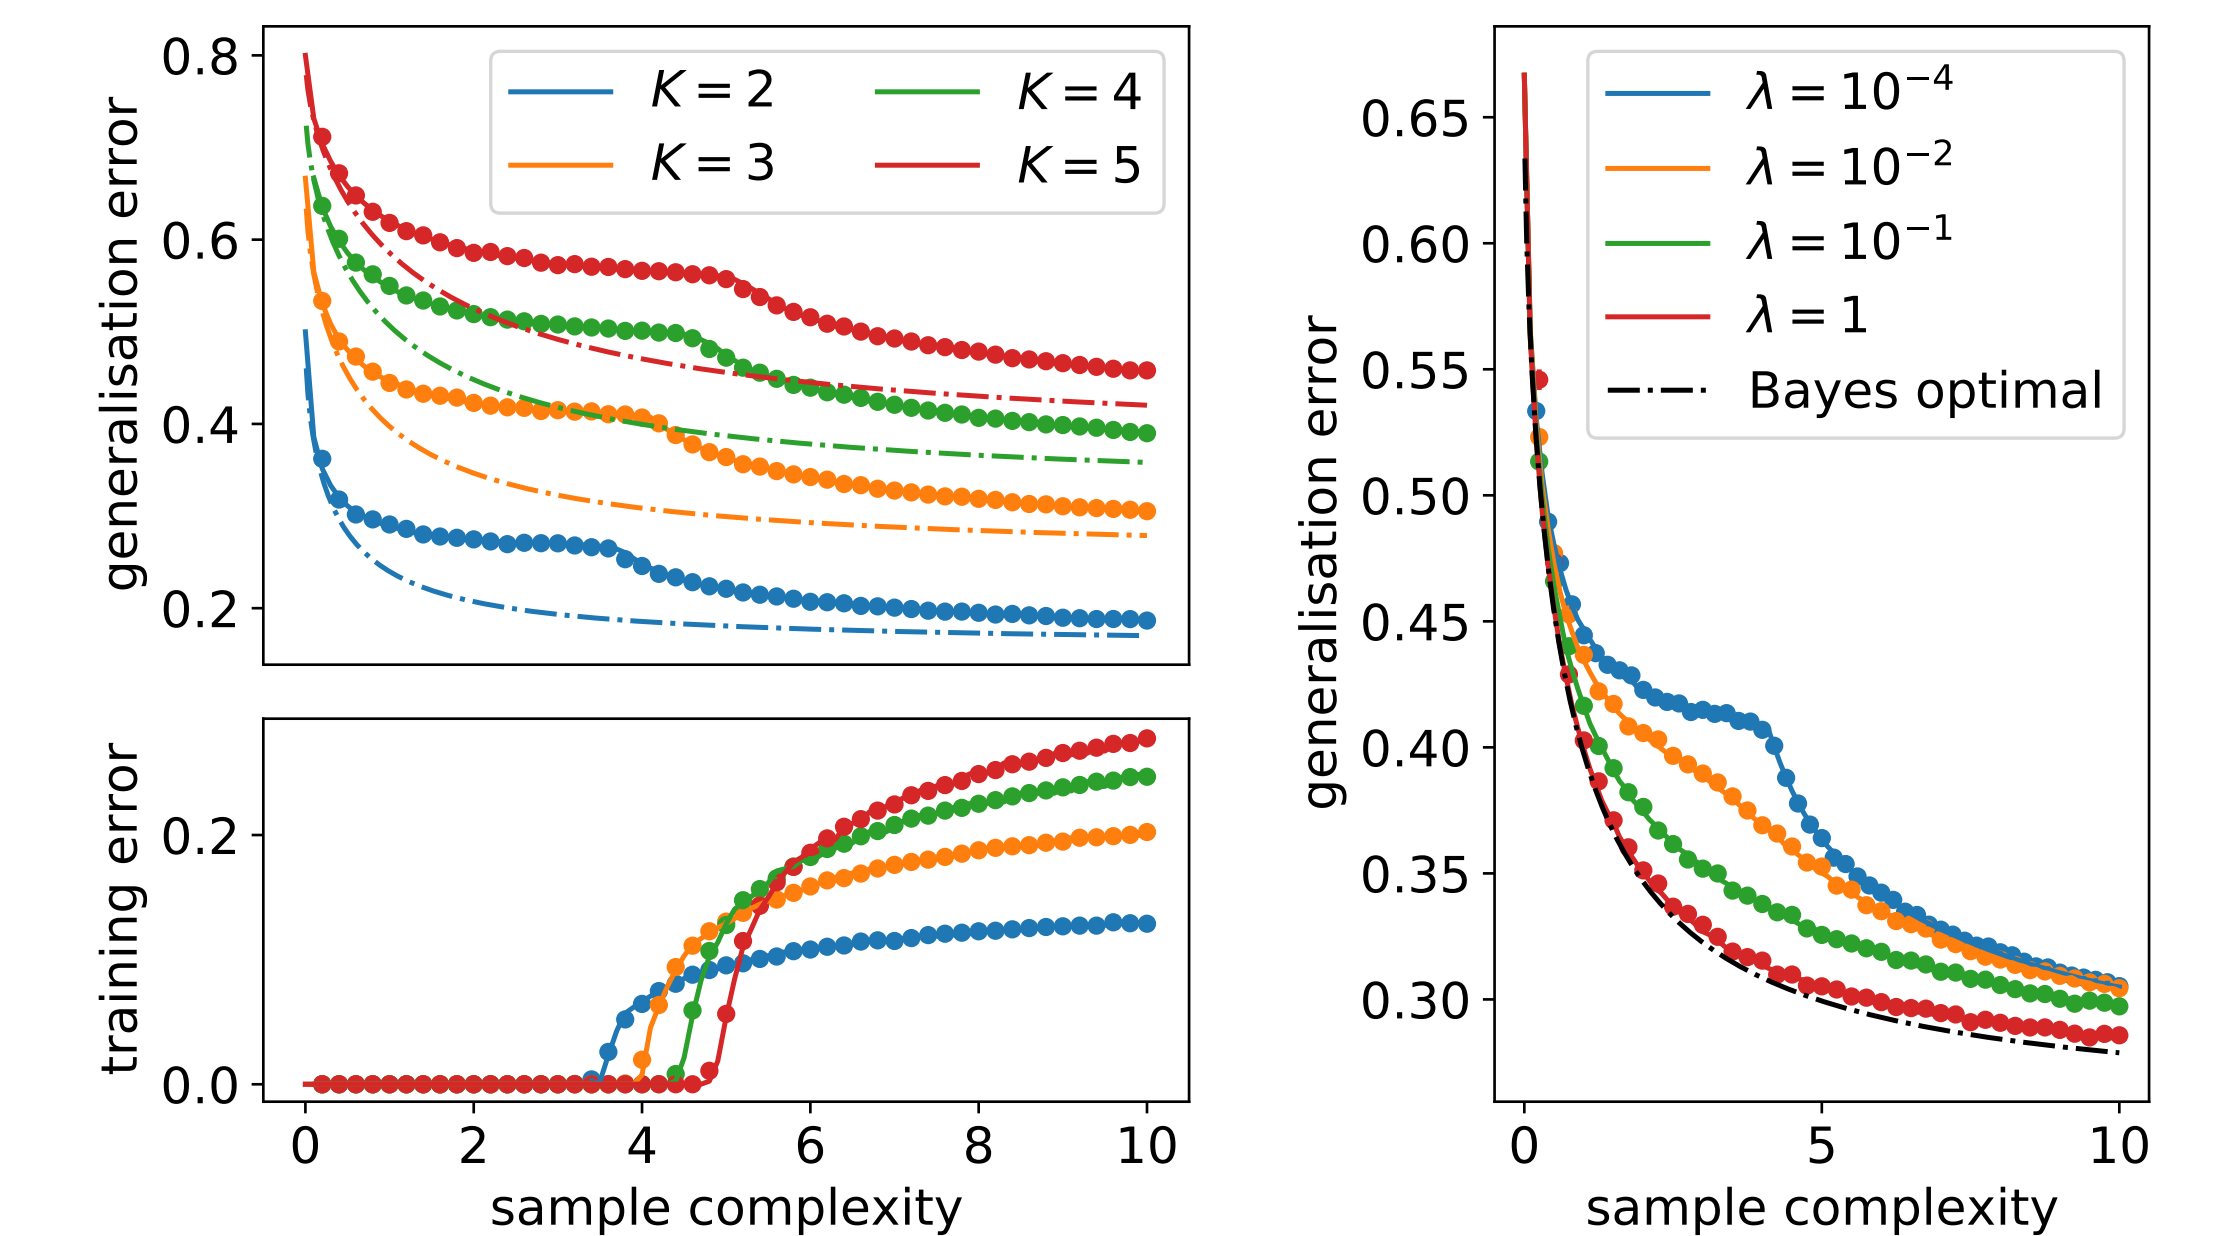 0.8
0.6
0.4
0.2
generalisation error
K = 2
K = 3
K = 4
K = 5
0.2
0.0
training error
0 2 4 6 8 10
sample complexity
0.65
0.60
0.55
0.50
0.45
0.40
0.35
0.30
generalisation error
λ = 10⁻⁴
λ = 10⁻²
λ = 10⁻¹
λ = 1
Bayes optimal
0 5 10
sample complexity